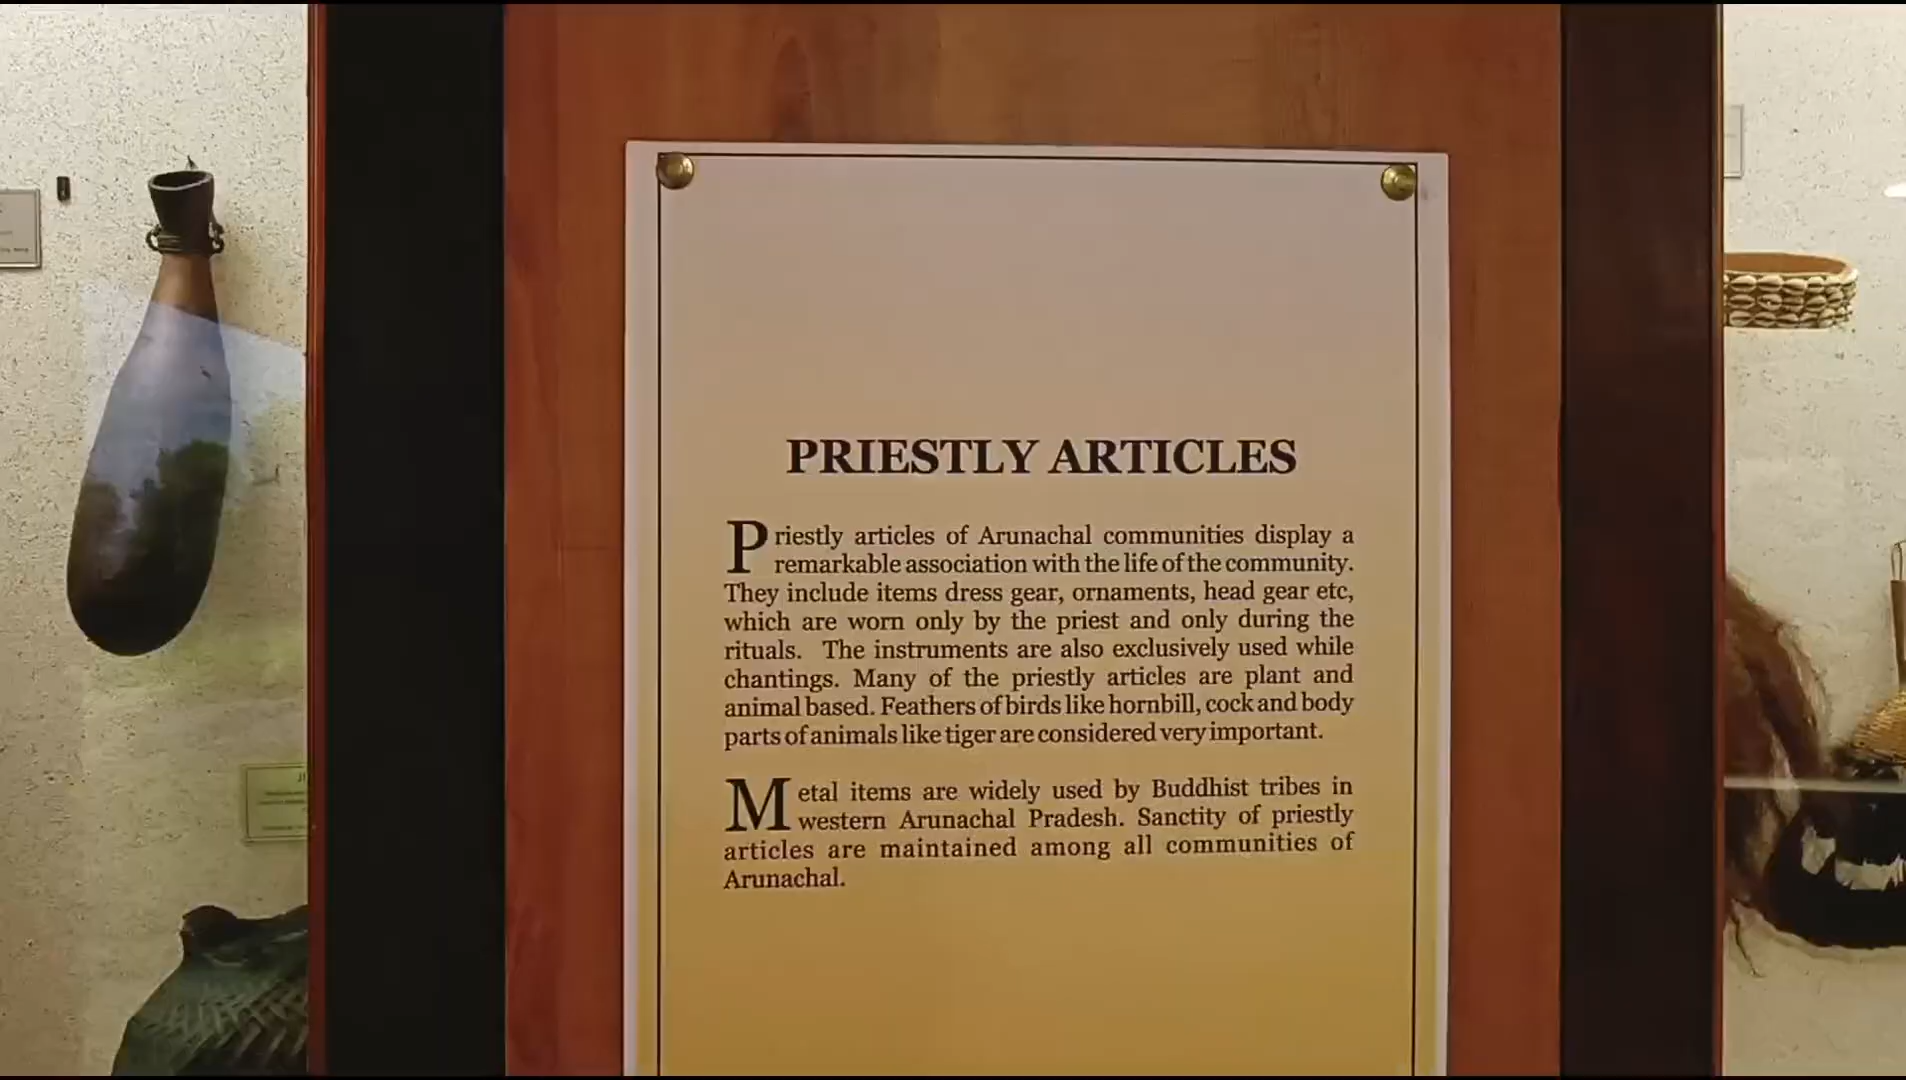 PRIESTLY ARTICLES
Priestly articles of Arunachal communities display a
remarkable association with the life of the community.
They include items dress gear, ornaments, head gear etc,
which are worn only by the priest and only during the
rituals. The instruments are also exclusively used while
chantings. Many of the priestly articles are plant and
animal based. Feathers of birds like hornbill, cock and body
parts of animals like tiger are considered very important.
Metal items are widely used by Buddhist tribes in
western Arunachal Pradesh. Sanctity of priestly
articles are maintained among all communities of
Arunachal.